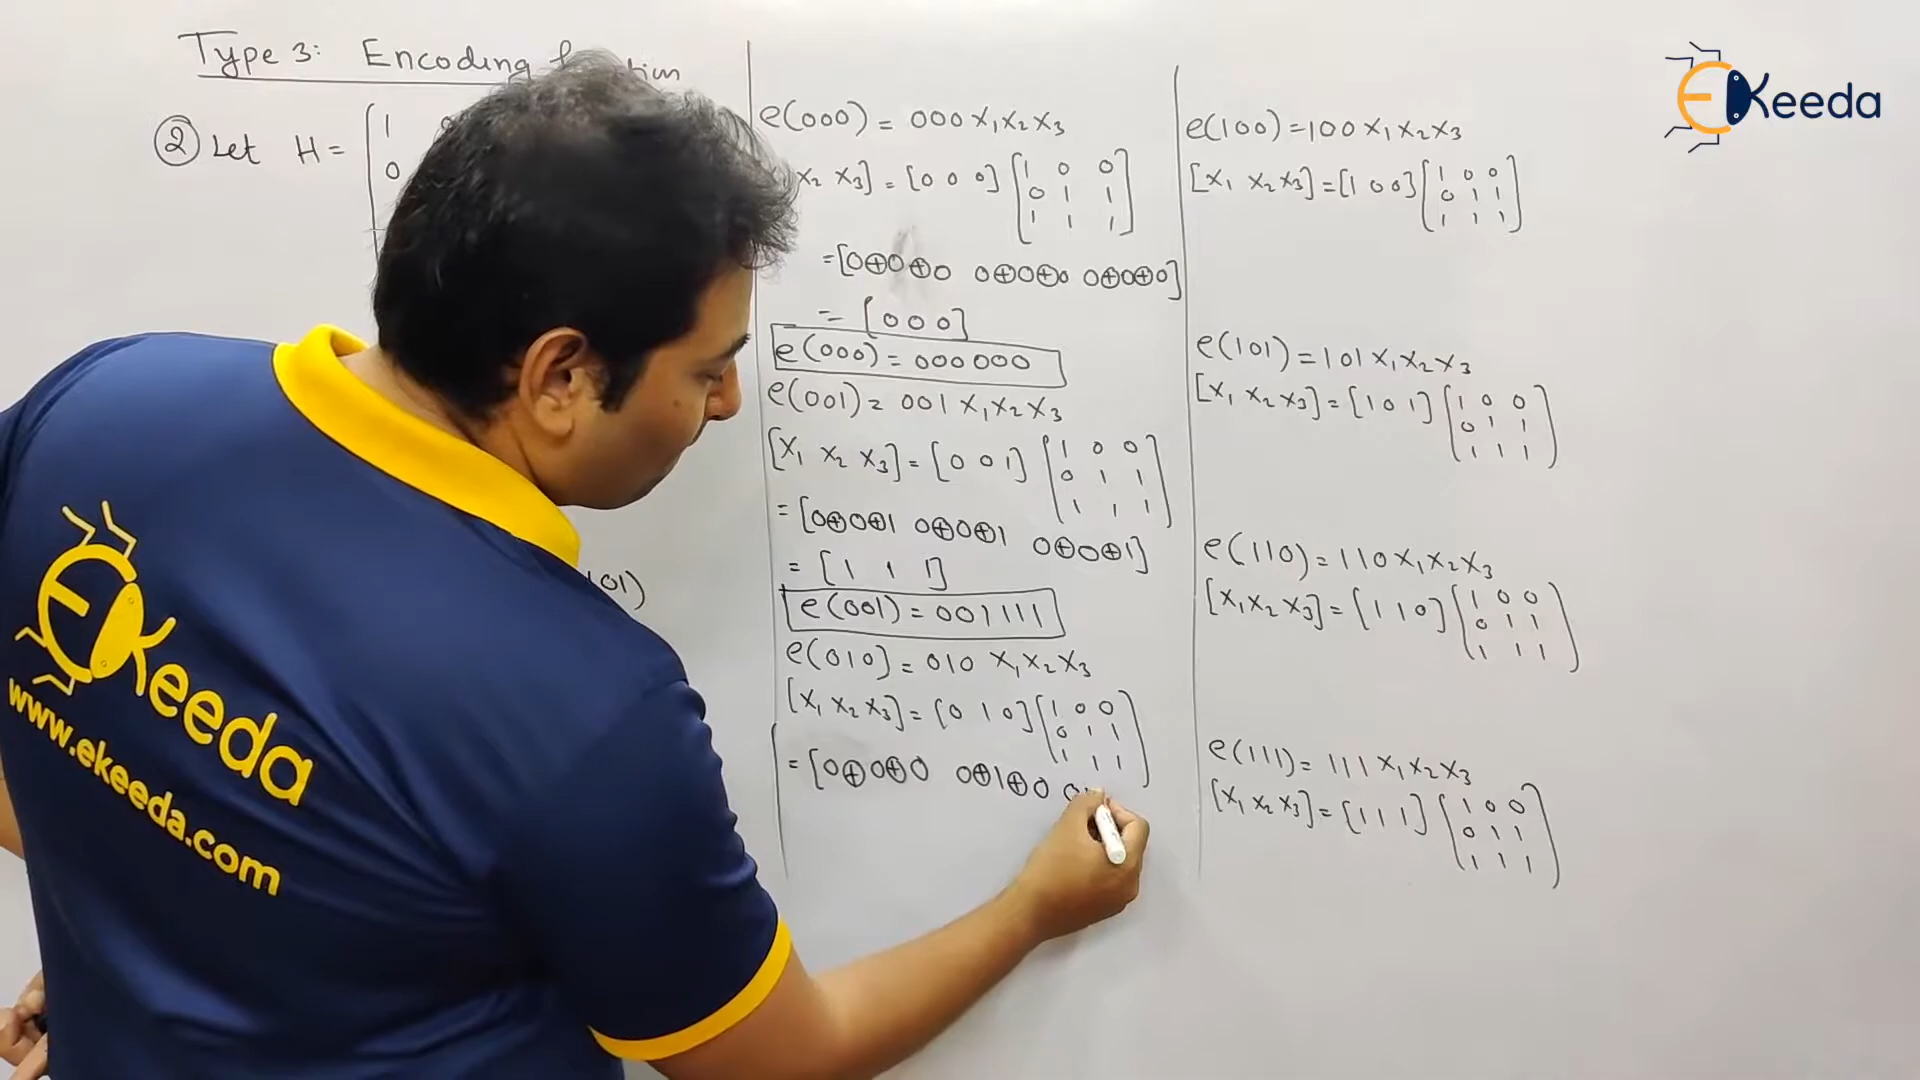 Type 3: Encoding
② Let H = [1
0
01)
e(000) = 000 x₁x₂x₃
x₂ x₃] = [0 0 0] [1 0 0
0 1 1
1 1 1]
= [0⊕0⊕0 0⊕0⊕0 0⊕0⊕0]
= [0 0 0]
e(000) = 000000
e(001) = 001 x₁x₂x₃
[x₁ x₂ x₃] = [0 0 1] [1 0 0
0 1 1
1 1 1]
= [0⊕0⊕1 0⊕0⊕1 0⊕0⊕1]
= [1 1 1]
e(001) = 001111
e(010) = 010 x₁x₂x₃
[x₁ x₂ x₃] = [0 1 0] [1 0 0
0 1 1
1 1 1]
= [0⊕0⊕0 0⊕1⊕0 0
e(100) = 100 x₁x₂x₃
[x₁ x₂ x₃] = [1 0 0] [1 0 0
0 1 1
1 1 1]
e(101) = 101 x₁x₂x₃
[x₁ x₂ x₃] = [1 0 1] [1 0 0
0 1 1
1 1 1]
e(110) = 110 x₁x₂x₃
[x₁ x₂ x₃] = [1 1 0] [1 0 0
0 1 1
1 1 1]
e(111) = 111 x₁x₂x₃
[x₁ x₂ x₃] = [1 1 1] [1 0 0
0 1 1
1 1 1]
EKeeda
EKeeda
www.ekeeda.com